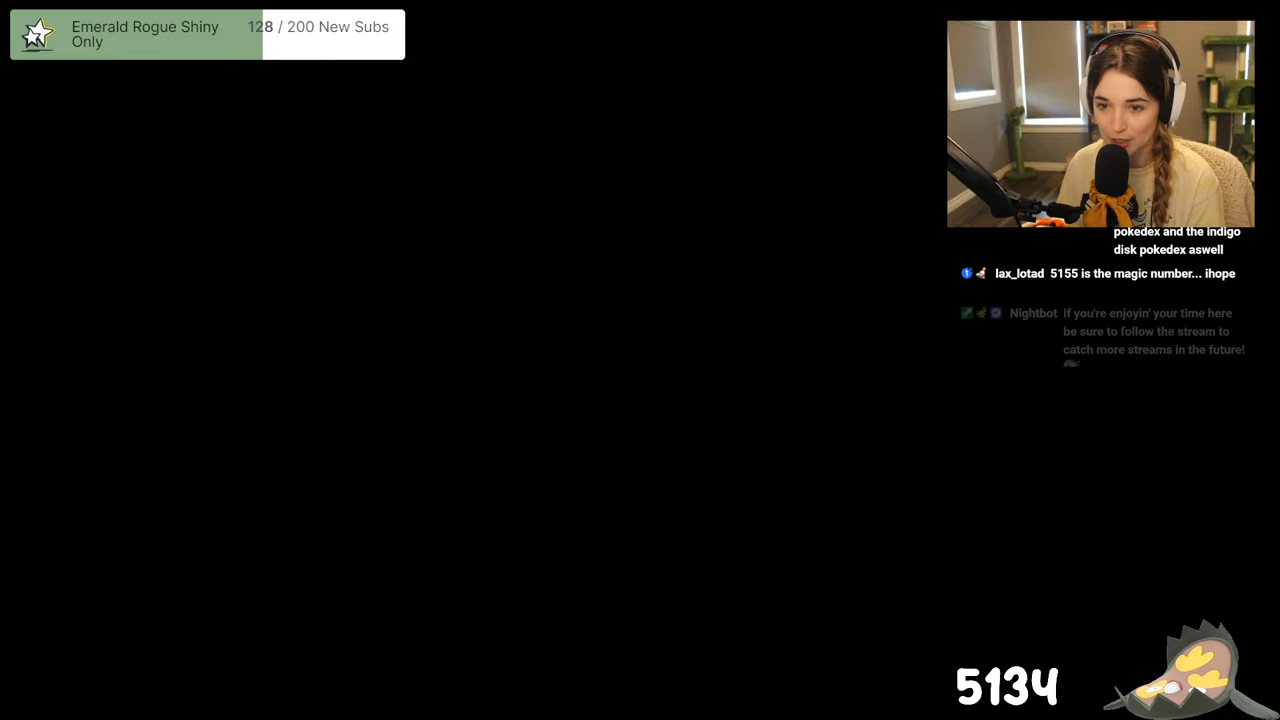 Emerald Rogue Shiny Only
128 / 200 New Subs
pokedex and the indigo
disk pokedex aswell
lax_lotad 5155 is the magic number... ihope
Nightbot if you're enjoyin' your time here
be sure to follow the stream to
catch more streams in the future!
5134